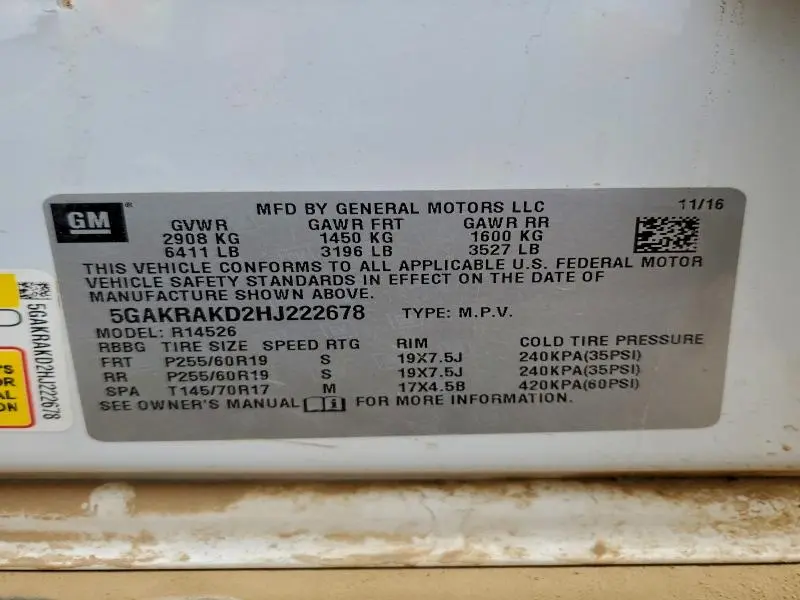 GM ®
MFD BY GENERAL MOTORS LLC 11/16
GVWR GAWR FRT GAWR RR
2908 KG 1450 KG 1600 KG
6411 LB 3196 LB 3527 LB
THIS VEHICLE CONFORMS TO ALL APPLICABLE U.S. FEDERAL MOTOR
VEHICLE SAFETY STANDARDS IN EFFECT ON THE DATE OF
MANUFACTURE SHOWN ABOVE.
5GAKRAKD2HJ222678 TYPE: M.P.V.
MODEL: R14526
RBBG TIRE SIZE SPEED RTG RIM COLD TIRE PRESSURE
FRT P255/60R19 S 19X7.5J 240KPA(35PSI)
RR P255/60R19 S 19X7.5J 240KPA(35PSI)
SPA T145/70R17 M 17X4.5B 420KPA(60PSI)
SEE OWNER'S MANUAL i FOR MORE INFORMATION.
5GAKRAKD2HJ222678